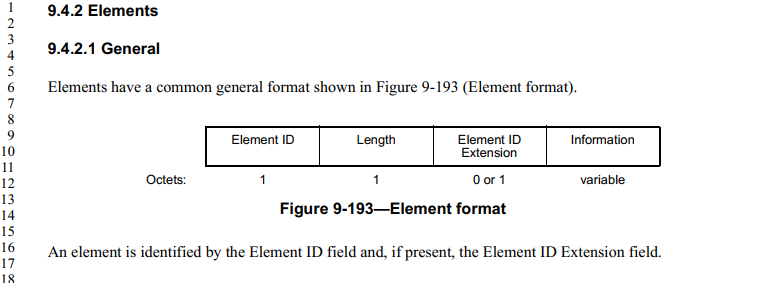 1
9.4.2 Elements
2
3
9.4.2.1 General
4
5
6
Elements have a common general format shown in Figure 9-193 (Element format).
7
8
9
Element ID Length Element ID Extension Information
10
11
12
Octets: 1 1 0 or 1 variable
13
14
Figure 9-193—Element format
15
16
An element is identified by the Element ID field and, if present, the Element ID Extension field.
17
18